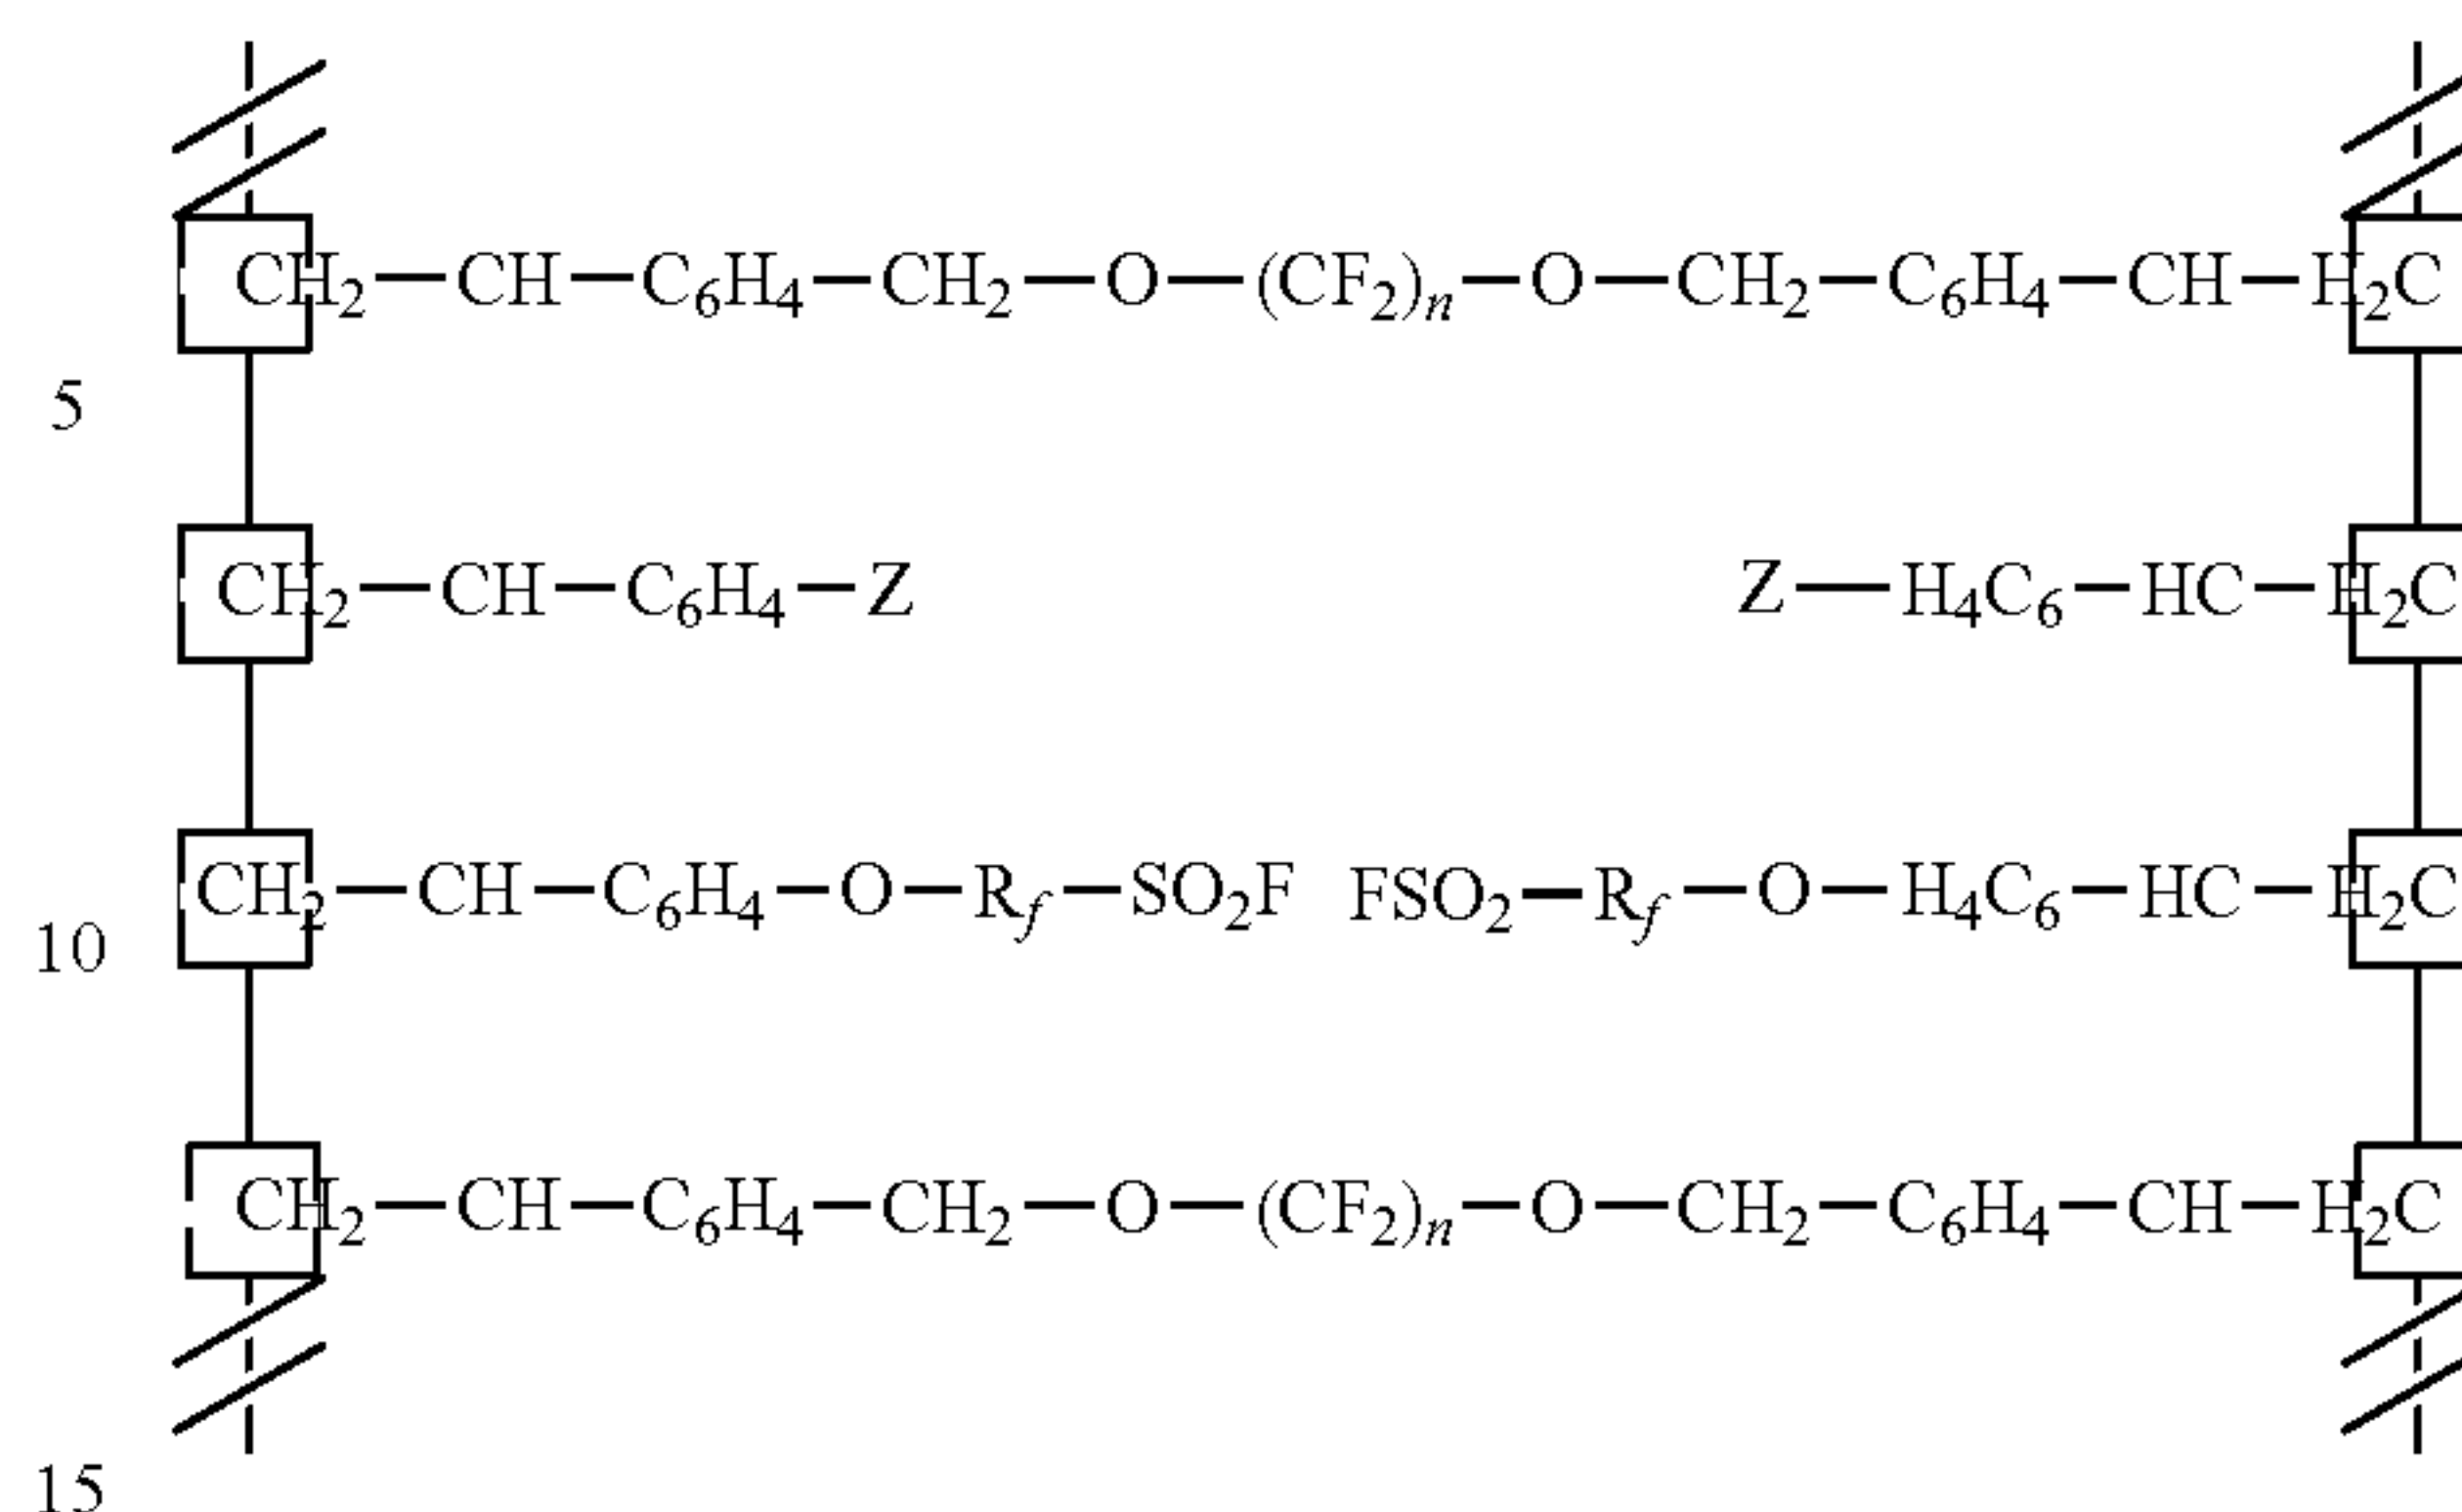 CH2—CH—C6H4—CH2—O—(CF2)n—O—CH2—C6H4—CH—H2C
5
CH2—CH—C6H4—Z Z—H4C6—HC—H2C
CH2—CH—C6H4—O—Rf—SO2F FSO2—Rf—O—H4C6—HC—H2C
10
CH2—CH—C6H4—CH2—O—(CF2)n—O—CH2—C6H4—CH—H2C
15